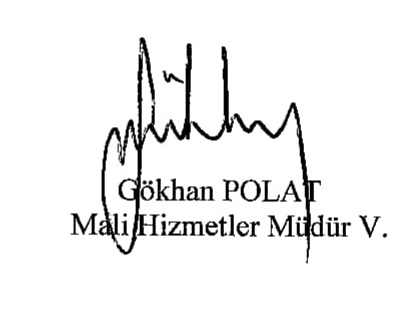 Gökhan POLAT
Mali Hizmetler Müdür V.